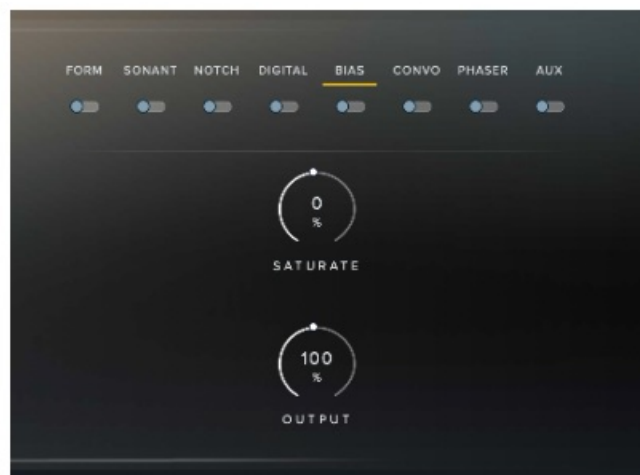 FORM SONANT NOTCH DIGITAL BIAS CONVO PHASER AUX
0
%
SATURATE
100
%
OUTPUT